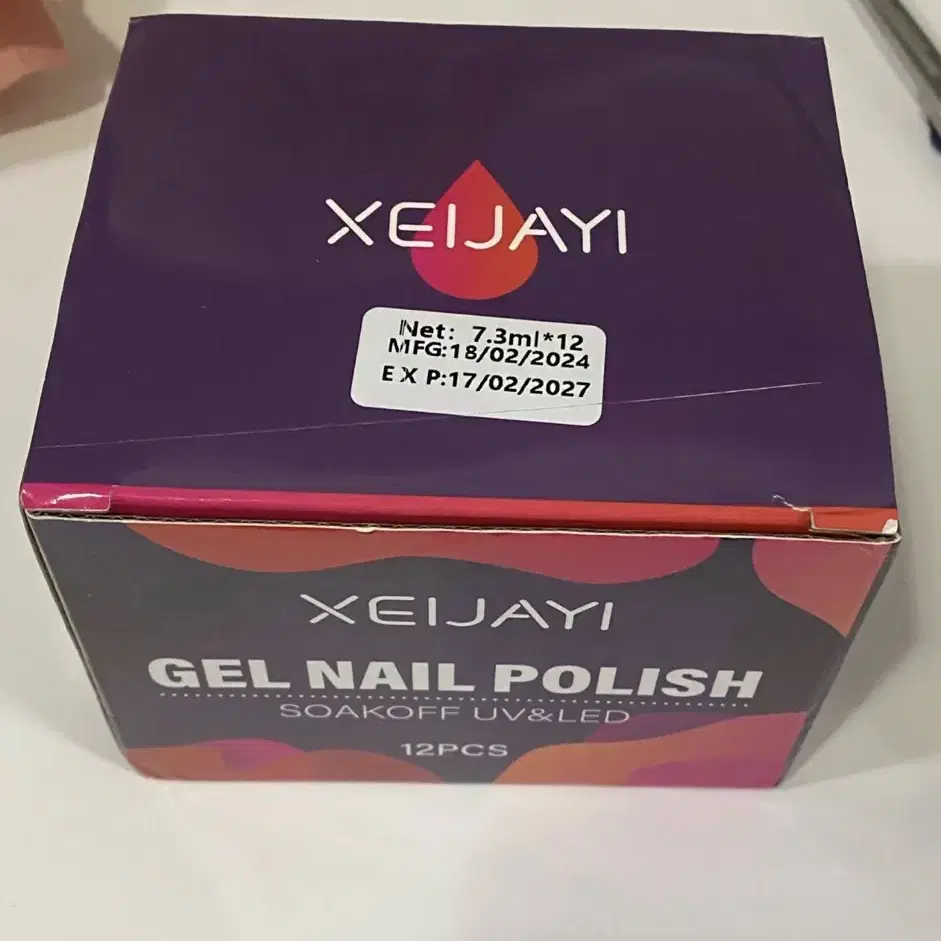 XEIJAYI
Net: 7.3ml*12
MFG:18/02/2024
EXP:17/02/2027
XEIJAYI
GEL NAIL POLISH
SOAKOFF UV&LED
12PCS